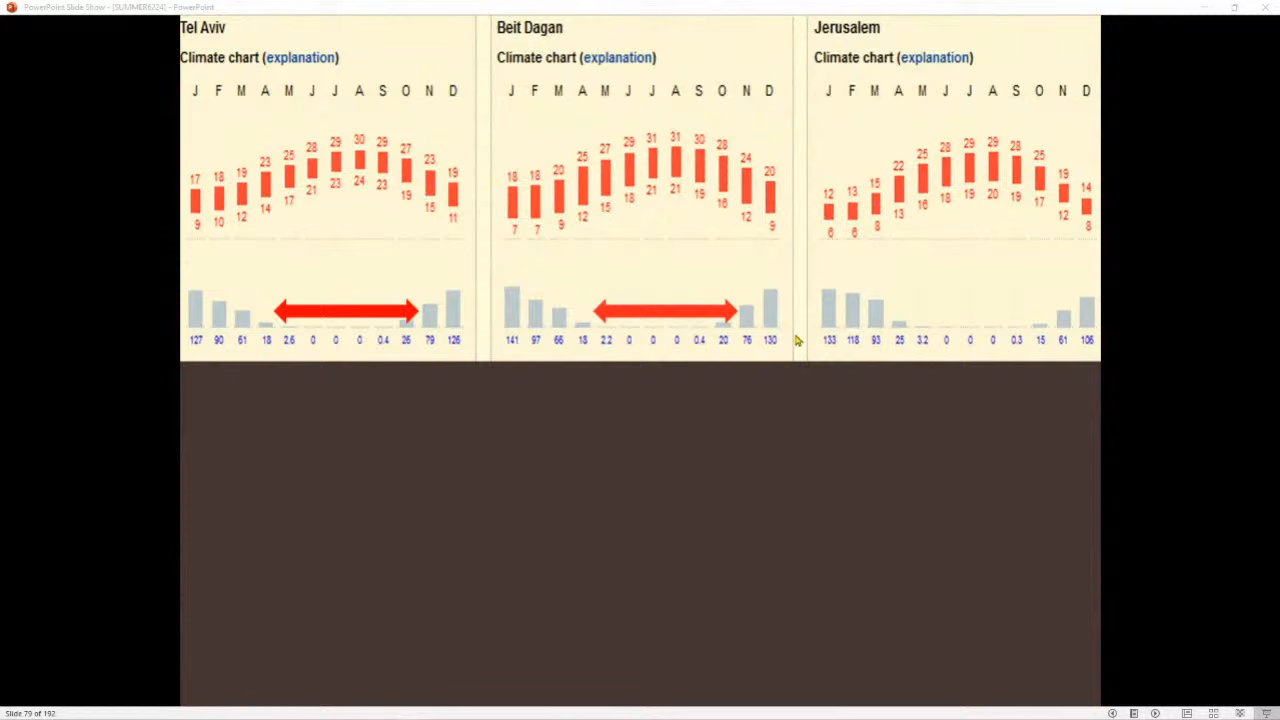 PowerPoint Slide Show - [SUMMER6224] - PowerPoint
Tel Aviv
Climate chart (explanation)
J F M A M J J A S O N D
17 18 19 23 25 28 29 30 29 27 23 19
9 10 12 14 17 21 23 24 23 19 15 11
127 90 61 18 2.6 0 0 0 0.4 26 79 126
Beit Dagan
Climate chart (explanation)
J F M A M J J A S O N D
18 18 20 25 27 29 31 31 30 28 24 20
7 7 9 12 15 18 21 21 19 16 12 9
141 97 66 18 2.2 0 0 0 0.4 20 76 130
Jerusalem
Climate chart (explanation)
J F M A M J J A S O N D
12 13 15 22 25 28 29 29 28 25 19 14
6 6 8 13 16 18 19 20 19 17 12 8
133 118 93 25 3.2 0 0 0 0.3 15 61 106
Slide 79 of 192